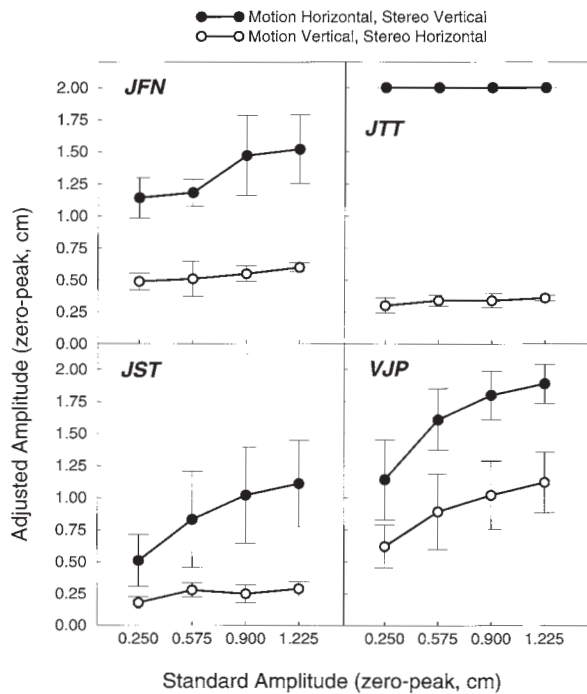 Motion Horizontal, Stereo Vertical
Motion Vertical, Stereo Horizontal
JFN
JTT
2.00
1.75
1.50
1.25
1.00
0.75
0.50
0.25
0.00
JST
VJP
2.00
1.75
1.50
1.25
1.00
0.75
0.50
0.25
0.00
0.250 0.575 0.900 1.225 0.250 0.575 0.900 1.225
Adjusted Amplitude (zero-peak, cm)
Standard Amplitude (zero-peak, cm)